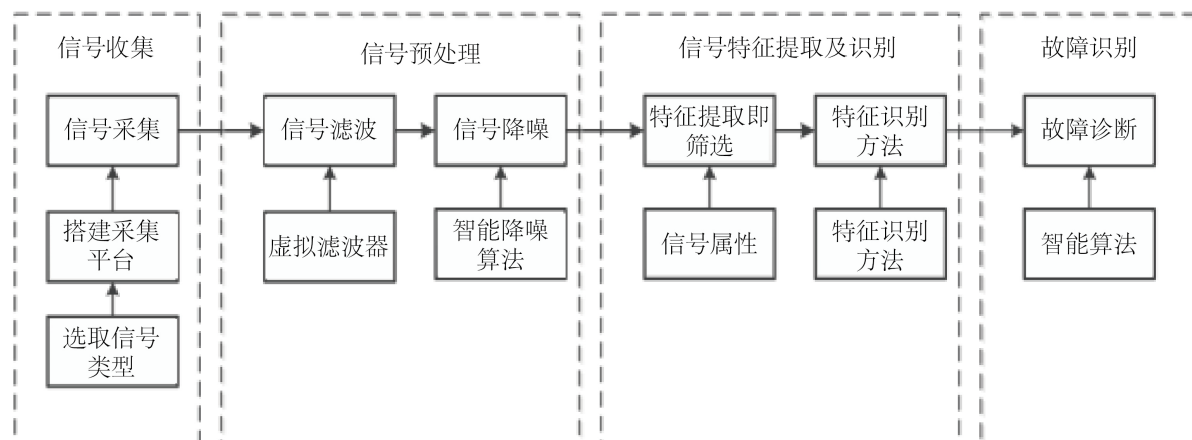 信号收集
信号预处理
信号特征提取及识别
故障识别
信号采集
信号滤波
信号降噪
特征提取即
筛选
特征识别
方法
故障诊断
搭建采集
平台
虚拟滤波器
智能降噪
算法
信号属性
特征识别
方法
智能算法
选取信号
类型